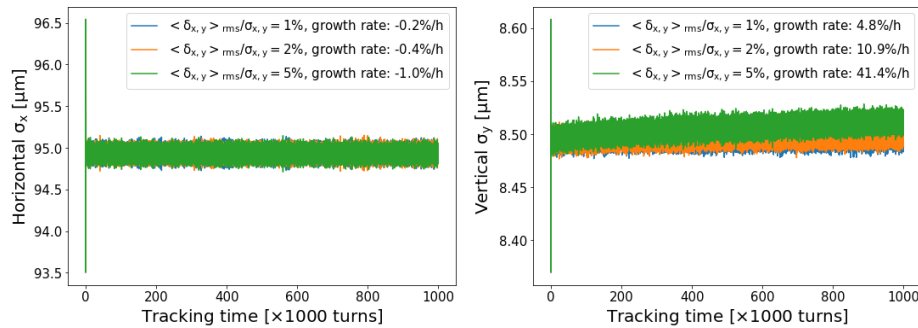 96.5
96.0
95.5
95.0
94.5
94.0
93.5
Horizontal σx [μm]
< δx, y >rms/σx, y = 1%, growth rate: -0.2%/h
< δx, y >rms/σx, y = 2%, growth rate: -0.4%/h
< δx, y >rms/σx, y = 5%, growth rate: -1.0%/h
0 200 400 600 800 1000
Tracking time [×1000 turns]
8.60
8.55
8.50
8.45
8.40
Vertical σy [μm]
< δx, y >rms/σx, y = 1%, growth rate: 4.8%/h
< δx, y >rms/σx, y = 2%, growth rate: 10.9%/h
< δx, y >rms/σx, y = 5%, growth rate: 41.4%/h
0 200 400 600 800 1000
Tracking time [×1000 turns]